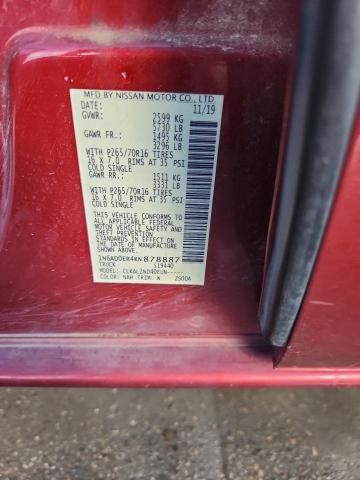 MFD BY NISSAN MOTOR CO., LTD
DATE: 11/19
GVWR: 2599 KG
5730 LB
GAWR FR: 1495 KG
3296 LB
WITH P265/70R16 TIRES
16 X 7.0 RIMS AT 35 PSI
COLD SINGLE
GAWR RR: 1511 KG
3331 LB
WITH P265/70R16 TIRES
16 X 7.0 RIMS AT 35 PSI
COLD SINGLE
THIS VEHICLE CONFORMS TO
ALL APPLICABLE FEDERAL
MOTOR VEHICLE SAFETY
STANDARDS IN EFFECT ON
THE DATE OF MANUFACTURE
SHOWN ABOVE.
1N6AD0ER4KN878887
TRUCK 519440
MODEL:
COLOR: NAH TRIM: W 25004